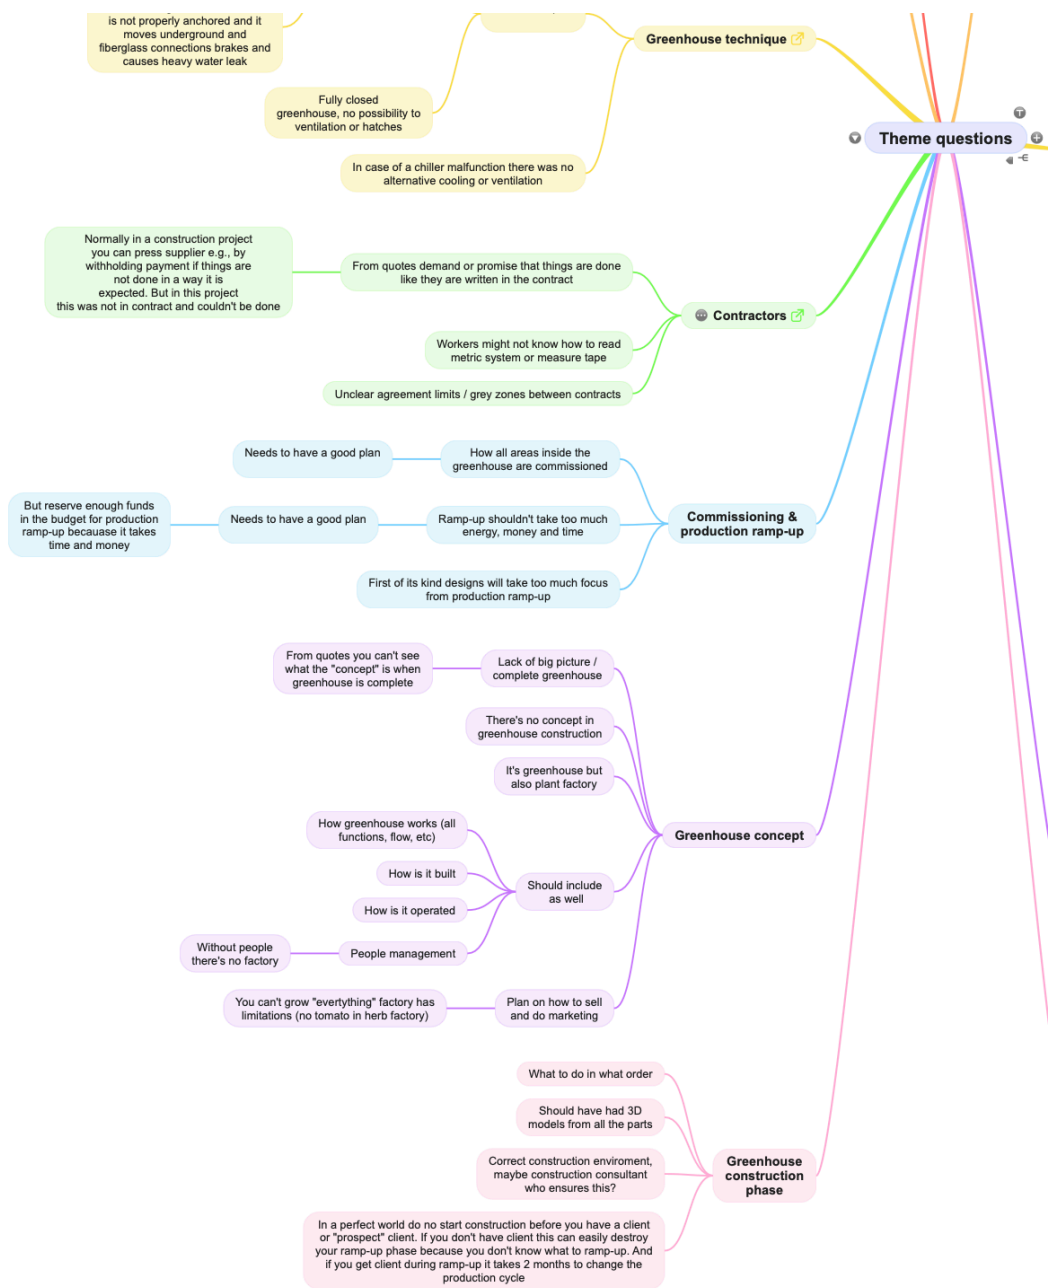 is not properly anchored and it
moves underground and
fiberglass connections brakes and
causes heavy water leak
Greenhouse technique
Fully closed
greenhouse, no possibility to
ventilation or hatches
In case of a chiller malfunction there was no
alternative cooling or ventilation
Theme questions
Normally in a construction project
you can press supplier e.g., by
withholding payment if things are
not done in a way it is
expected. But in this project
this was not in contract and couldn't be done
From quotes demand or promise that things are done
like they are written in the contract
Contractors
Workers might not know how to read
metric system or measure tape
Unclear agreement limits / grey zones between contracts
Needs to have a good plan
How all areas inside the
greenhouse are commissioned
But reserve enough funds
in the budget for production
ramp-up becauase it takes
time and money
Needs to have a good plan
Ramp-up shouldn't take too much
energy, money and time
Commissioning &
production ramp-up
First of its kind designs will take too much focus
from production ramp-up
From quotes you can't see
what the "concept" is when
greenhouse is complete
Lack of big picture /
complete greenhouse
There's no concept in
greenhouse construction
It's greenhouse but
also plant factory
Greenhouse concept
How greenhouse works (all
functions, flow, etc)
How is it built
Should include
as well
How is it operated
Without people
there's no factory
People management
You can't grow "evertything" factory has
limitations (no tomato in herb factory)
Plan on how to sell
and do marketing
What to do in what order
Should have had 3D
models from all the parts
Correct construction enviroment,
maybe construction consultant
who ensures this?
Greenhouse
construction
phase
In a perfect world do no start construction before you have a client
or "prospect" client. If you don't have client this can easily destroy
your ramp-up phase because you don't know what to ramp-up. And
if you get client during ramp-up it takes 2 months to change the
production cycle